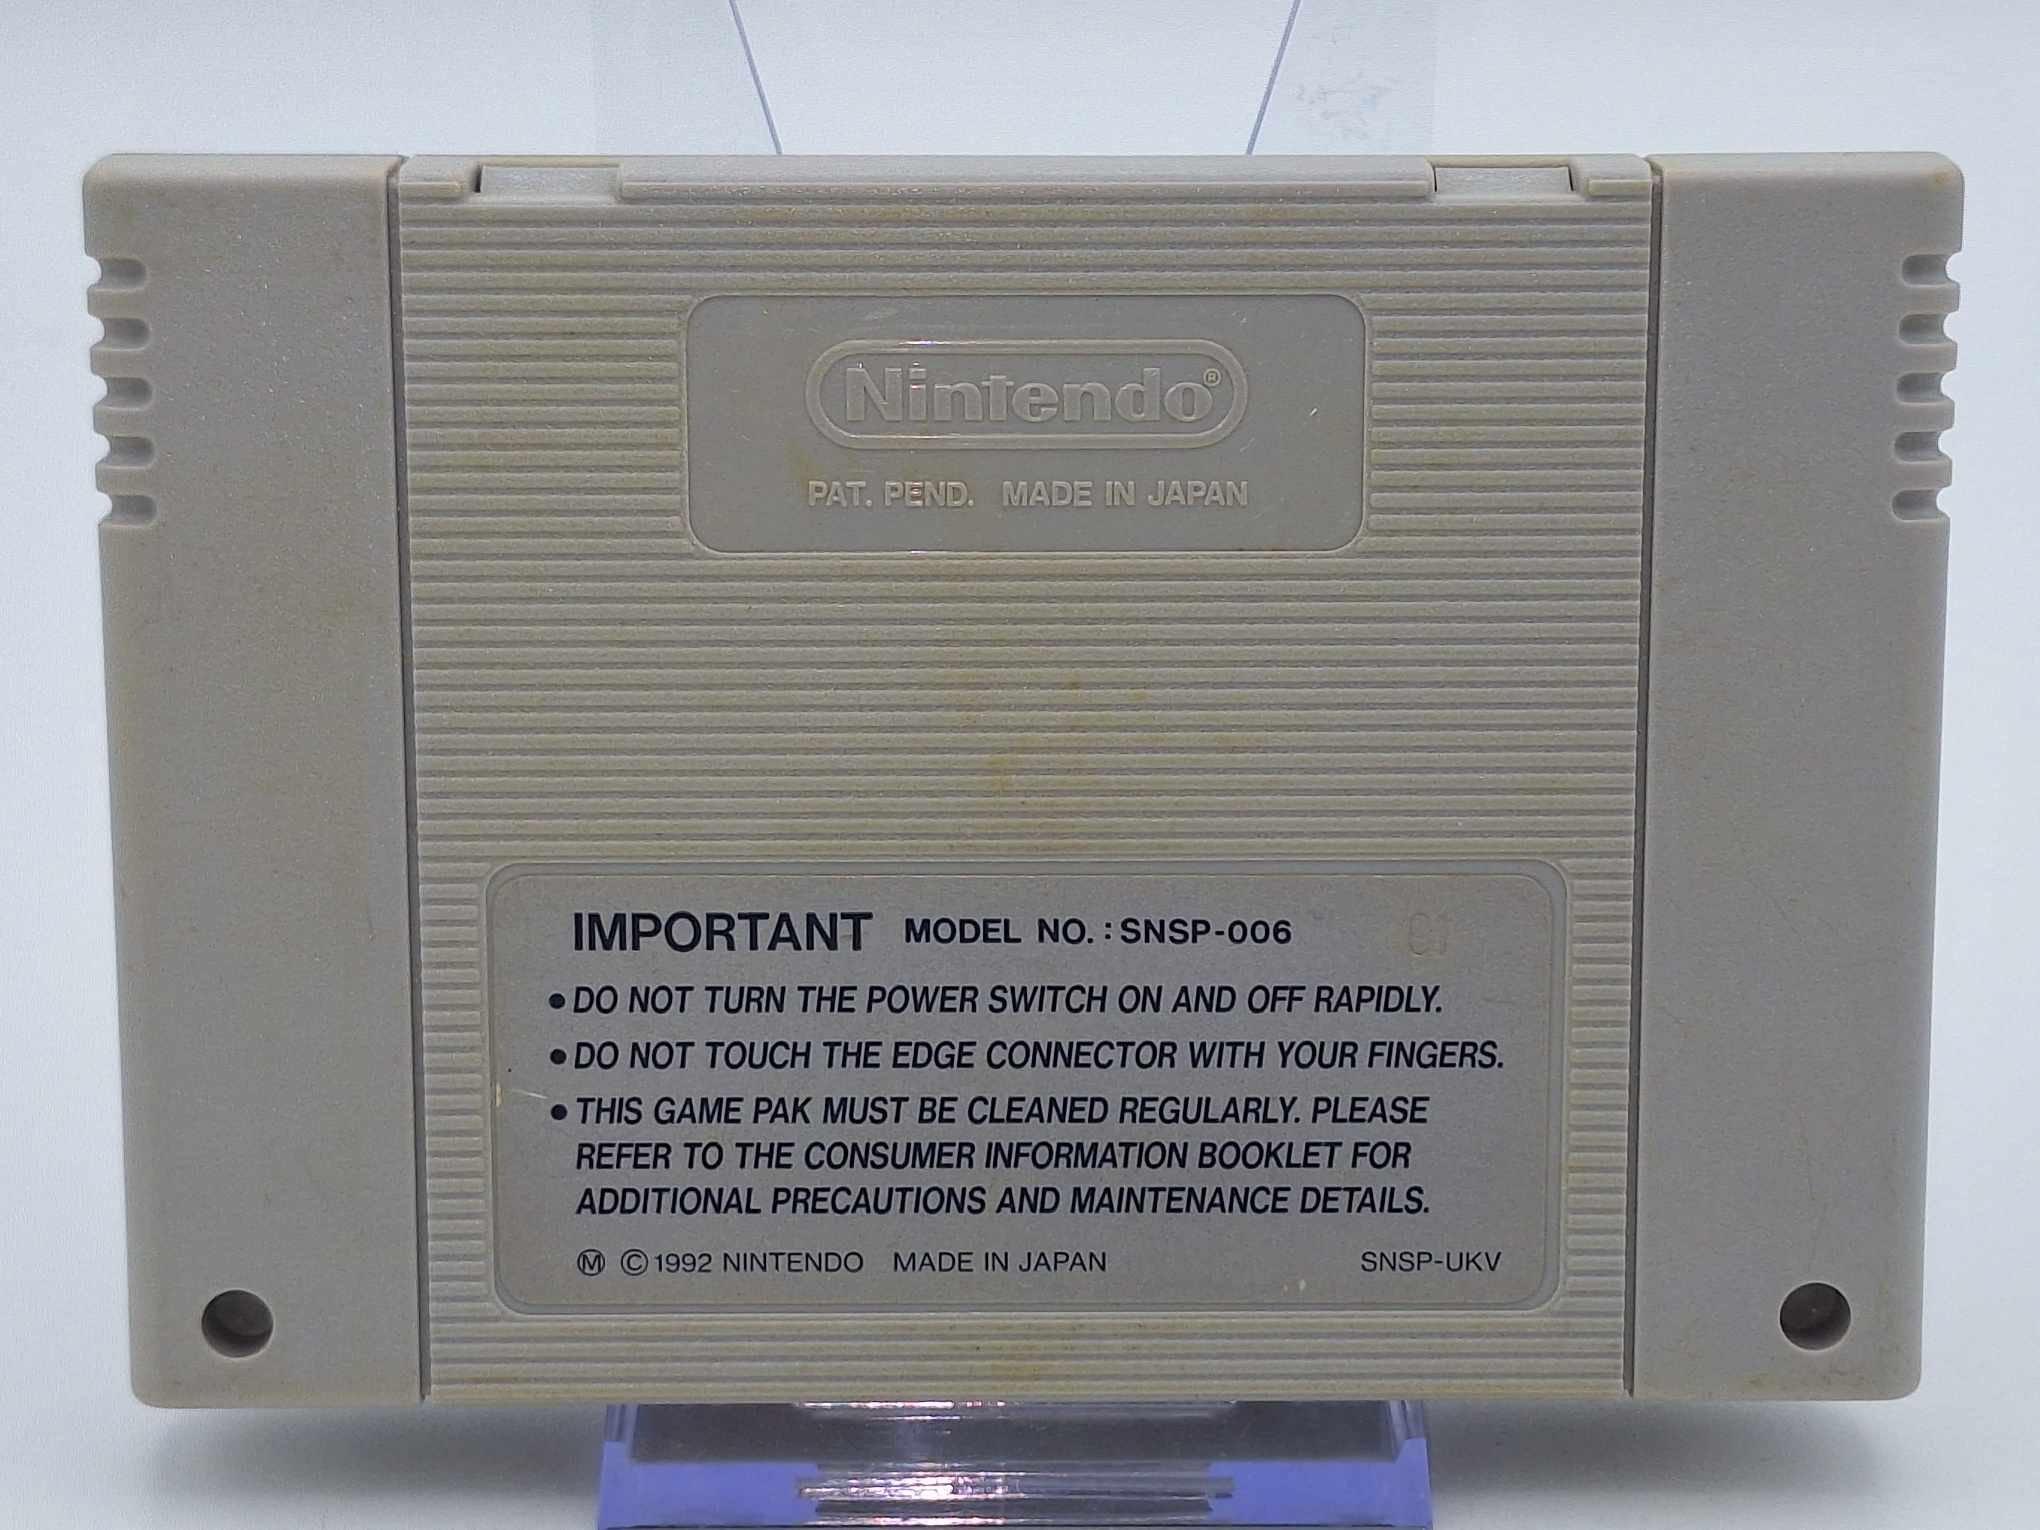 Nintendo®
PAT. PEND. MADE IN JAPAN
IMPORTANT MODEL NO.: SNSP-006
• DO NOT TURN THE POWER SWITCH ON AND OFF RAPIDLY.
• DO NOT TOUCH THE EDGE CONNECTOR WITH YOUR FINGERS.
• THIS GAME PAK MUST BE CLEANED REGULARLY. PLEASE
REFER TO THE CONSUMER INFORMATION BOOKLET FOR
ADDITIONAL PRECAUTIONS AND MAINTENANCE DETAILS.
Ⓜ ©1992 NINTENDO MADE IN JAPAN SNSP-UKV